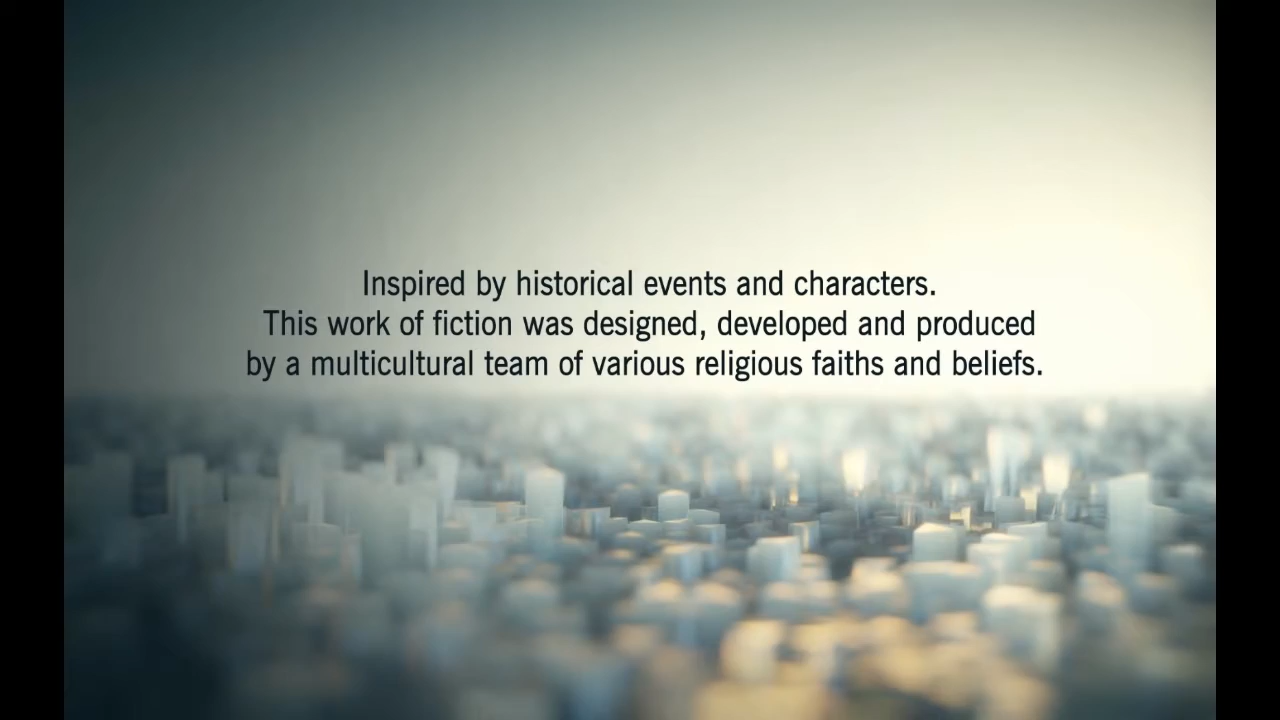 Inspired by historical events and characters.
This work of fiction was designed, developed and produced
by a multicultural team of various religious faiths and beliefs.